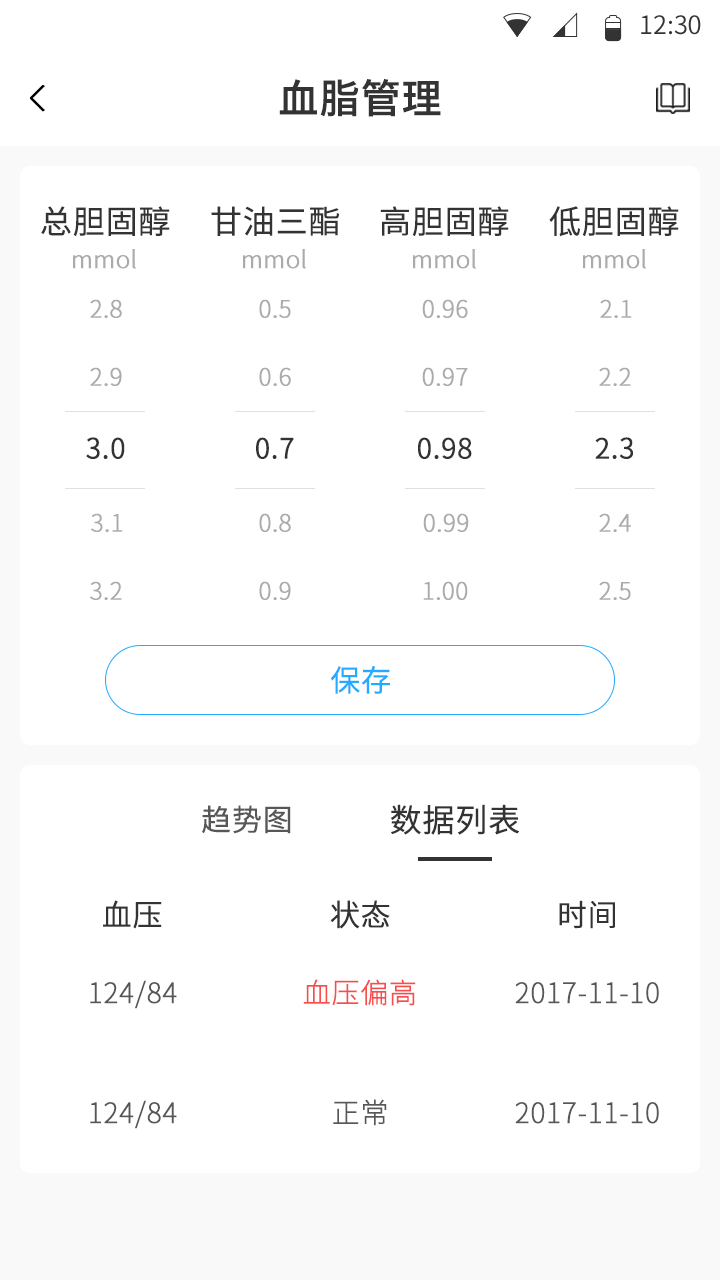 12:30
血脂管理
总胆固醇 甘油三酯 高胆固醇 低胆固醇
mmol mmol mmol mmol
2.8 0.5 0.96 2.1
2.9 0.6 0.97 2.2
3.0 0.7 0.98 2.3
3.1 0.8 0.99 2.4
3.2 0.9 1.00 2.5
保存
趋势图 数据列表
血压 状态 时间
124/84 血压偏高 2017-11-10
124/84 正常 2017-11-10